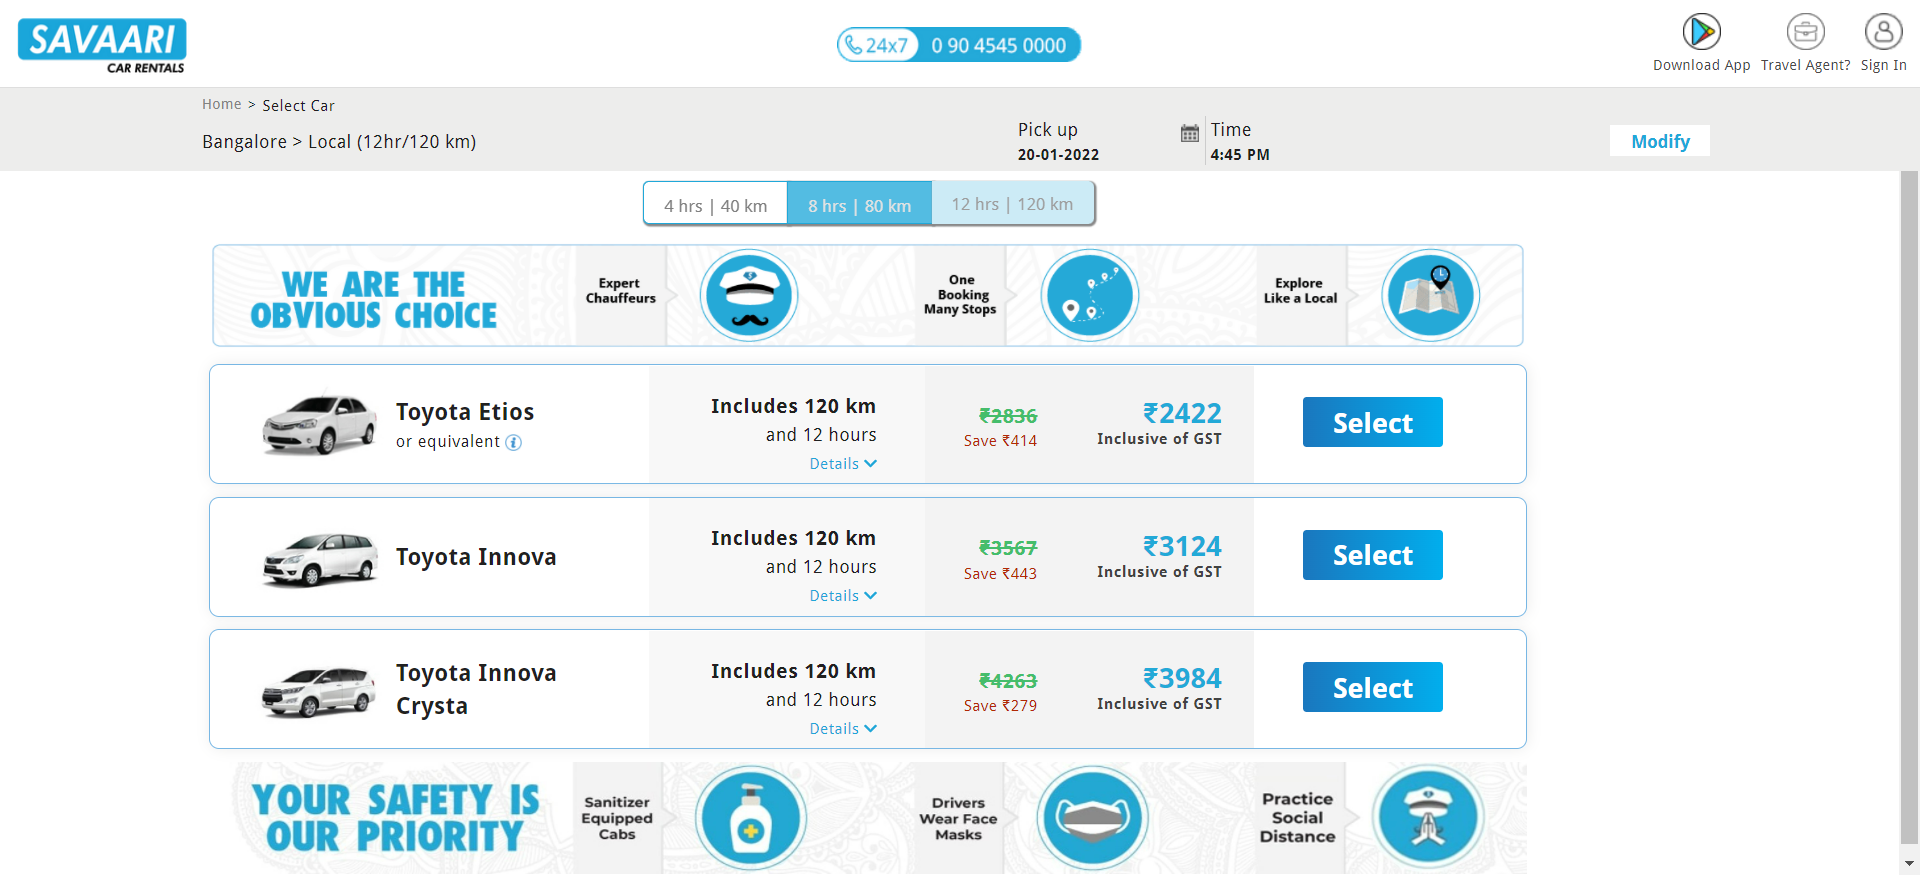 SAVAARI
CAR RENTALS
24x7 0 90 4545 0000
Download App
Travel Agent?
Sign In
Home > Select Car
Bangalore > Local (12hr/120 km)
Pick up
20-01-2022
Time
4:45 PM
Modify
4 hrs | 40 km
8 hrs | 80 km
12 hrs | 120 km
WE ARE THE
OBVIOUS CHOICE
Expert
Chauffeurs
One
Booking
Many Stops
Explore
Like a Local
Toyota Etios
or equivalent i
Includes 120 km
and 12 hours
Details
₹2836
Save ₹414
₹2422
Inclusive of GST
Select
Toyota Innova
Includes 120 km
and 12 hours
Details
₹3567
Save ₹443
₹3124
Inclusive of GST
Select
Toyota Innova
Crysta
Includes 120 km
and 12 hours
Details
₹4263
Save ₹279
₹3984
Inclusive of GST
Select
YOUR SAFETY IS
OUR PRIORITY
Sanitizer
Equipped
Cabs
Drivers
Wear Face
Masks
Practice
Social
Distance